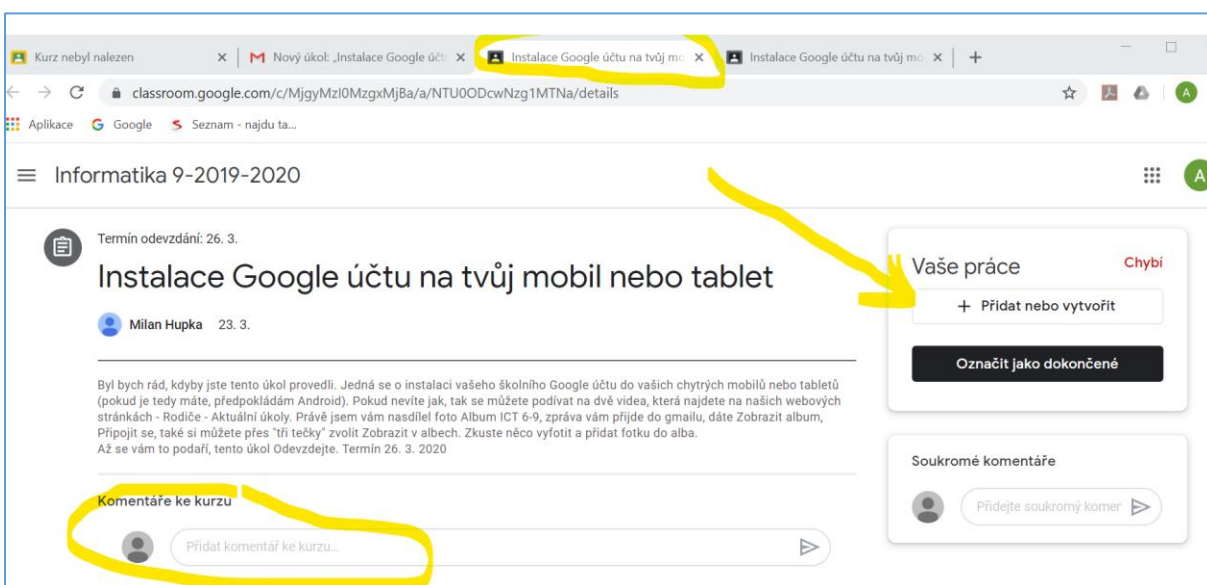 Kurz nebyl nalezen
Nový úkol: „Instalace Google účt
Instalace Google účtu na tvůj mo
Instalace Google účtu na tvůj mo
classroom.google.com/c/MjgyMzI0MzgxMjBa/a/NTU0ODcwNzg1MTNa/details
A
Aplikace
Google
Seznam - najdu ta...
Informatika 9-2019-2020
A
Termín odevzdání: 26. 3.
Instalace Google účtu na tvůj mobil nebo tablet
Milan Hupka 23. 3.
Byl bych rád, kdyby jste tento úkol provedli. Jedná se o instalaci vašeho školního Google účtu do vašich chytrých mobilů nebo tabletů
(pokud je tedy máte, předpokládám Android). Pokud nevíte jak, tak se můžete podívat na dvě videa, která najdete na našich webových
stránkách - Rodiče - Aktuální úkoly. Právě jsem vám nasdílel foto Album ICT 6-9, zpráva vám přijde do gmailu, dáte Zobrazit album,
Připojit se, také si můžete přes "tři tečky" zvolit Zobrazit v albech. Zkuste něco vyfotit a přidat fotku do alba.
Až se vám to podaří, tento úkol Odevzdejte. Termín 26. 3. 2020
Komentáře ke kurzu
Přidat komentář ke kurzu...
Vaše práce
Chybí
+ Přidat nebo vytvořit
Označit jako dokončené
Soukromé komentáře
Přidejte soukromý komer